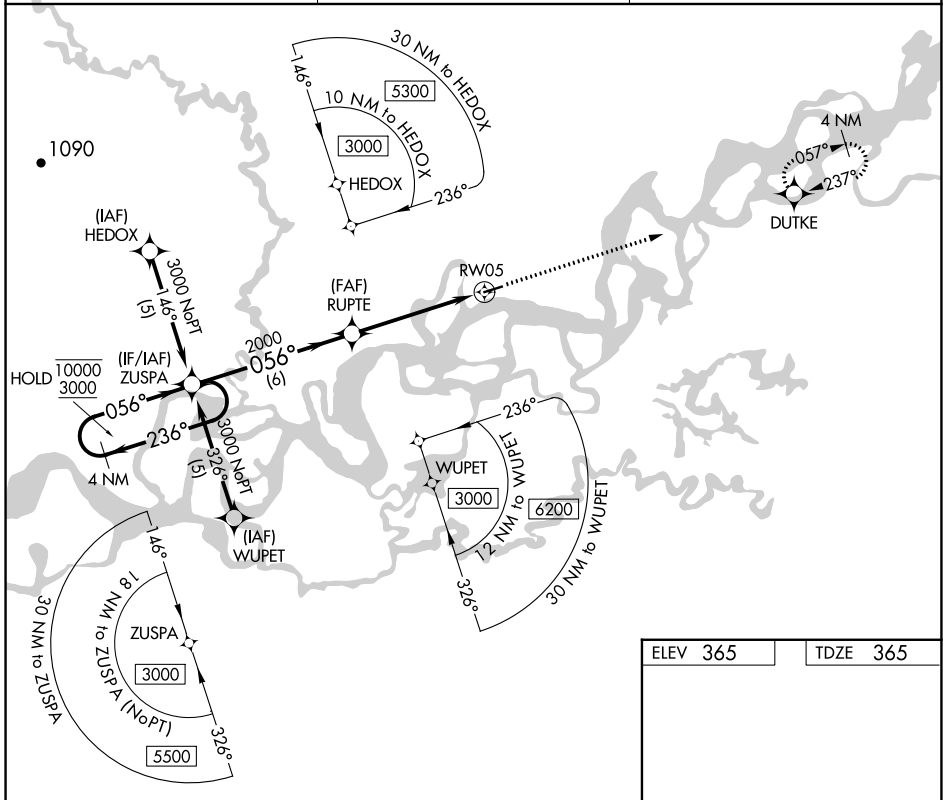 30 NM to HEDOX
146°
5300
10 NM to HEDOX
3000
HEDOX
236°
1090
4 NM
057°
237°
DUTKE
(IAF)
HEDOX
3000 NoPT
146°
(5)
RW05
(FAF)
RUPTE
2000
056°
(6)
(IF/IAF)
ZUSPA
HOLD
10000
3000
056°
236°
4 NM
3000 NoPT
326°
(5)
(IAF)
WUPET
236°
WUPET
3000
12 NM to WUPET
6200
30 NM to WUPET
326°
146°
18 NM to ZUSPA (NoPT)
30 NM to ZUSPA
ZUSPA
3000
5500
326°
ELEV 365
TDZE 365